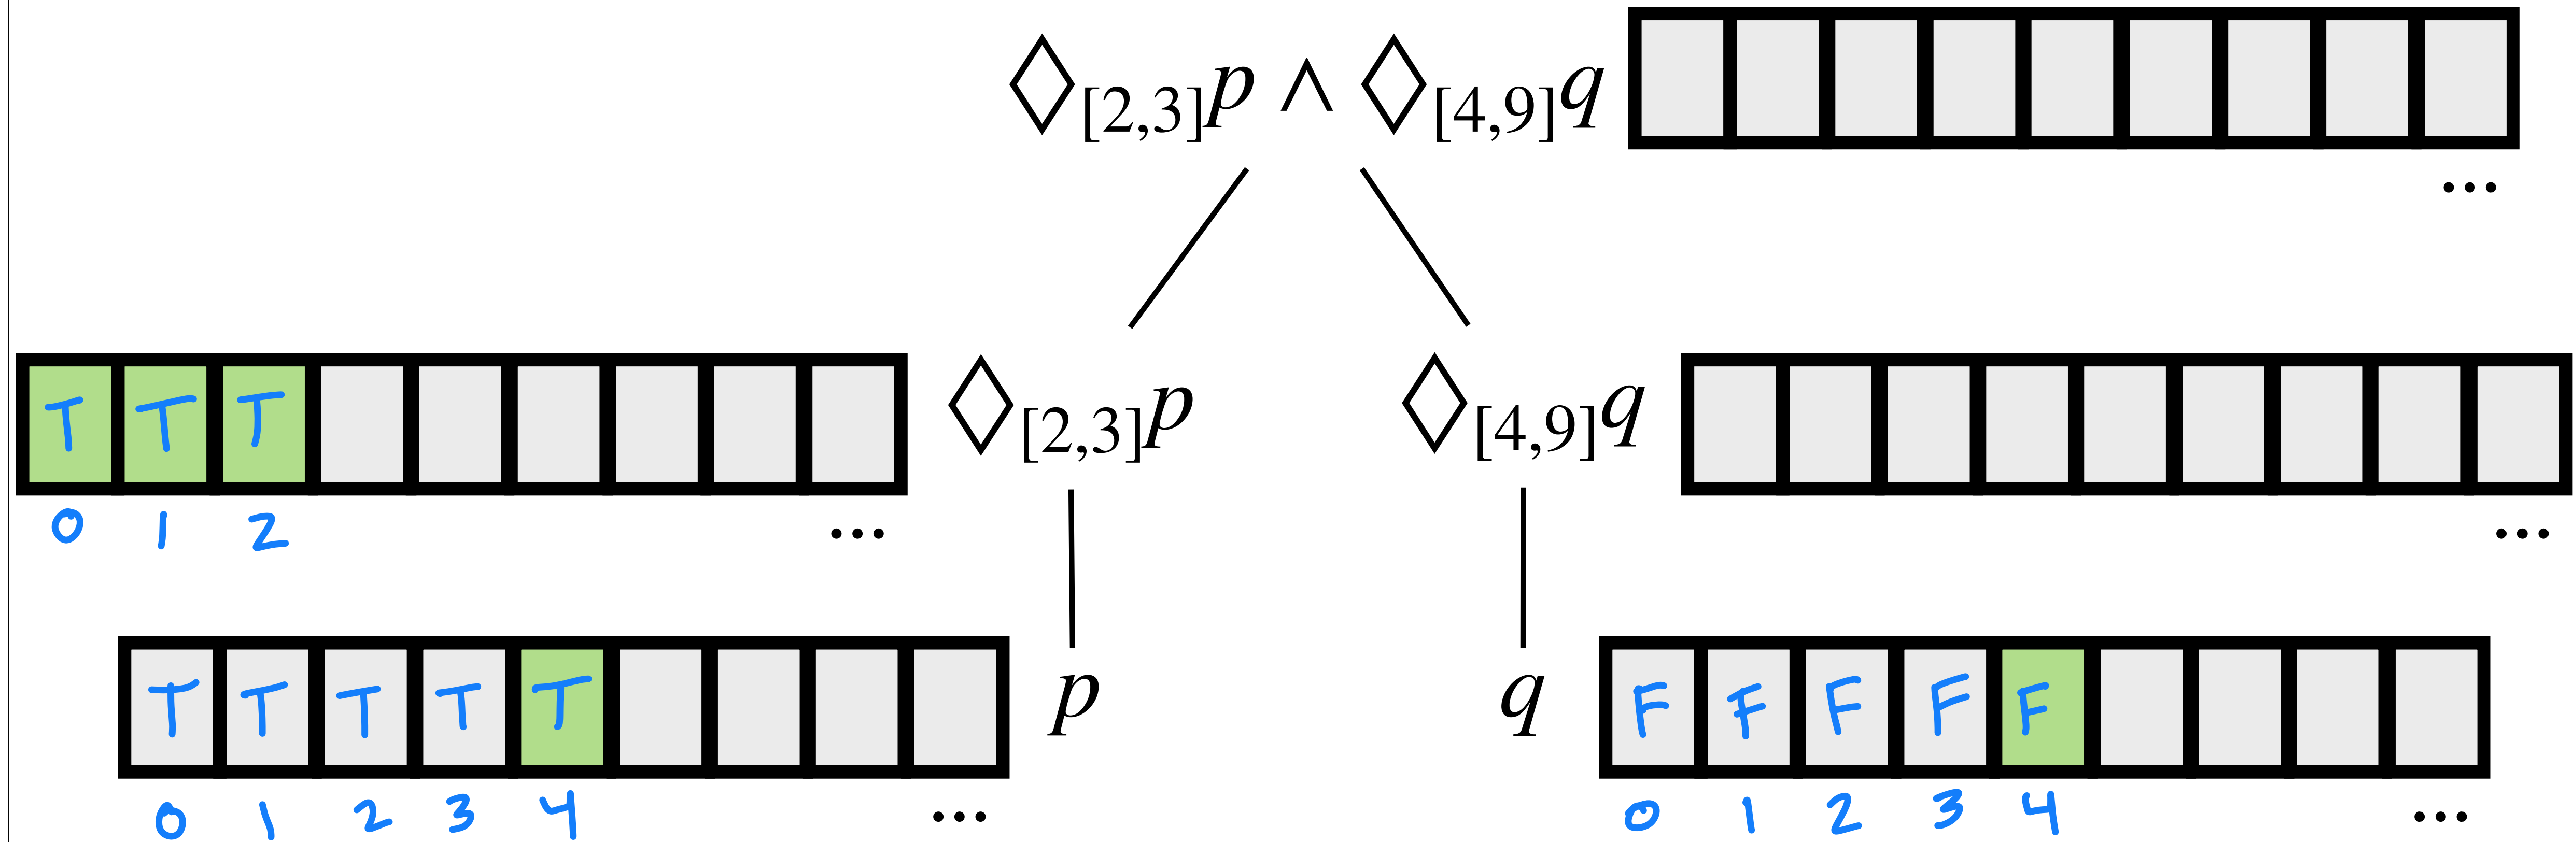 ◇[2,3]p ∧ ◇[4,9]q
...
T T T
◇[2,3]p
◇[4,9]q
0 1 2
...
...
T T T T T
p
q
F F F F F
0 1 2 3 4
...
0 1 2 3 4
...